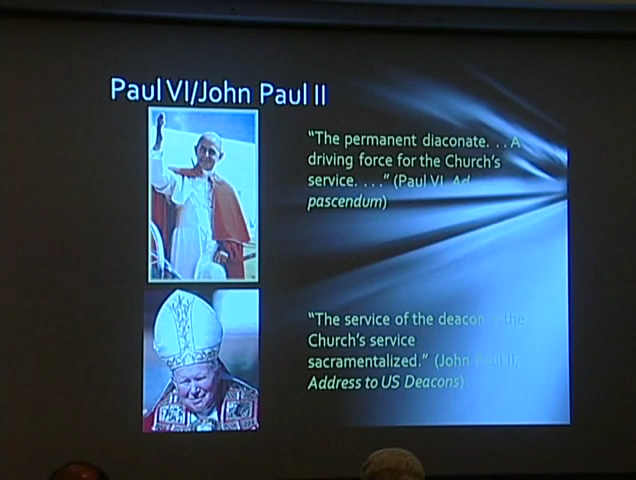 Paul VI/John Paul II
"The permanent diaconate. . . A
driving force for the Church's
service. . . ." (Paul VI, Ad
pascendum)
"The service of the deacon . . . the
Church's service
sacramentalized." (John Paul II,
Address to US Deacons)